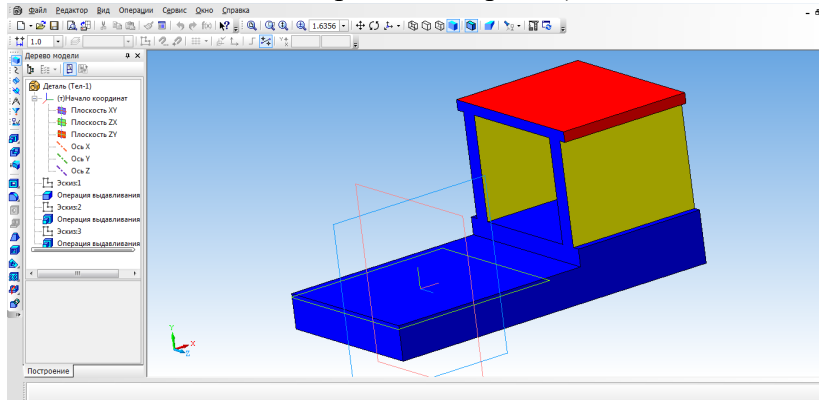 Файл Редактор Вид Операции Сервис Окно Справка
1.6356
1.0
Дерево модели
Деталь (Тел-1)
(т)Начало координат
Плоскость XY
Плоскость ZX
Плоскость ZY
Ось X
Ось Y
Ось Z
Эскиз:1
Операция выдавливания
Эскиз:2
Операция выдавливания
Эскиз:3
Операция выдавливания
Y
X
Z
Построение